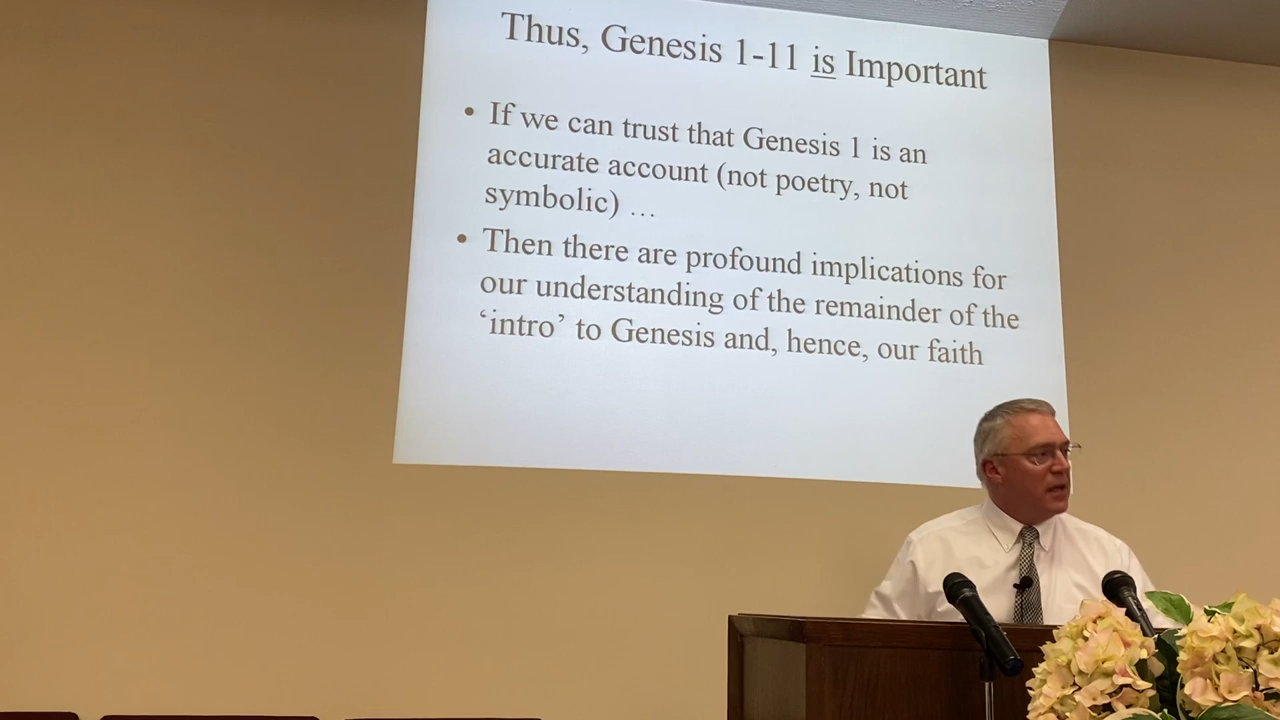 Thus, Genesis 1-11 is Important
• If we can trust that Genesis 1 is an
accurate account (not poetry, not
symbolic) ...
• Then there are profound implications for
our understanding of the remainder of the
‘intro’ to Genesis and, hence, our faith